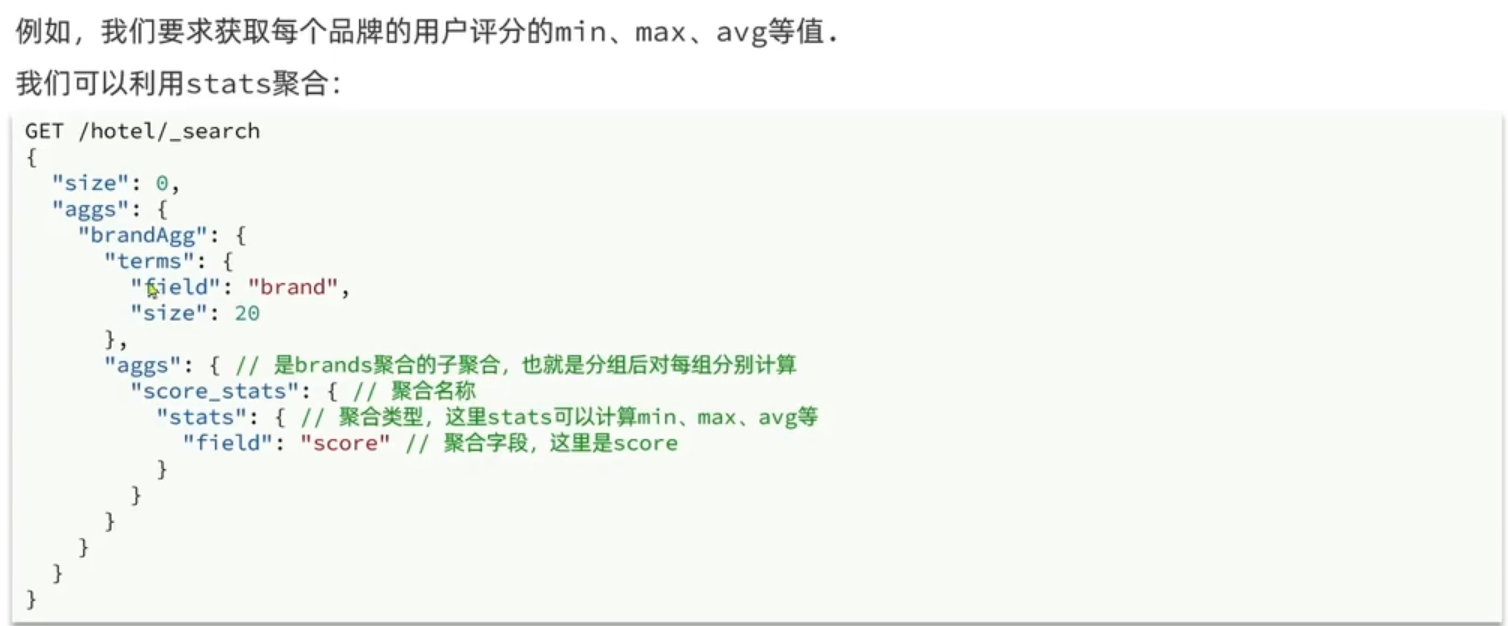 例如，我们要求获取每个品牌的用户评分的min、max、avg等值.
我们可以利用stats聚合：
GET /hotel/_search
{
  "size": 0,
  "aggs": {
    "brandAgg": {
      "terms": {
        "field": "brand",
        "size": 20
      },
      "aggs": { // 是brands聚合的子聚合，也就是分组后对每组分别计算
        "score_stats": { // 聚合名称
          "stats": { // 聚合类型，这里stats可以计算min、max、avg等
            "field": "score" // 聚合字段，这里是score
          }
        }
      }
    }
  }
}